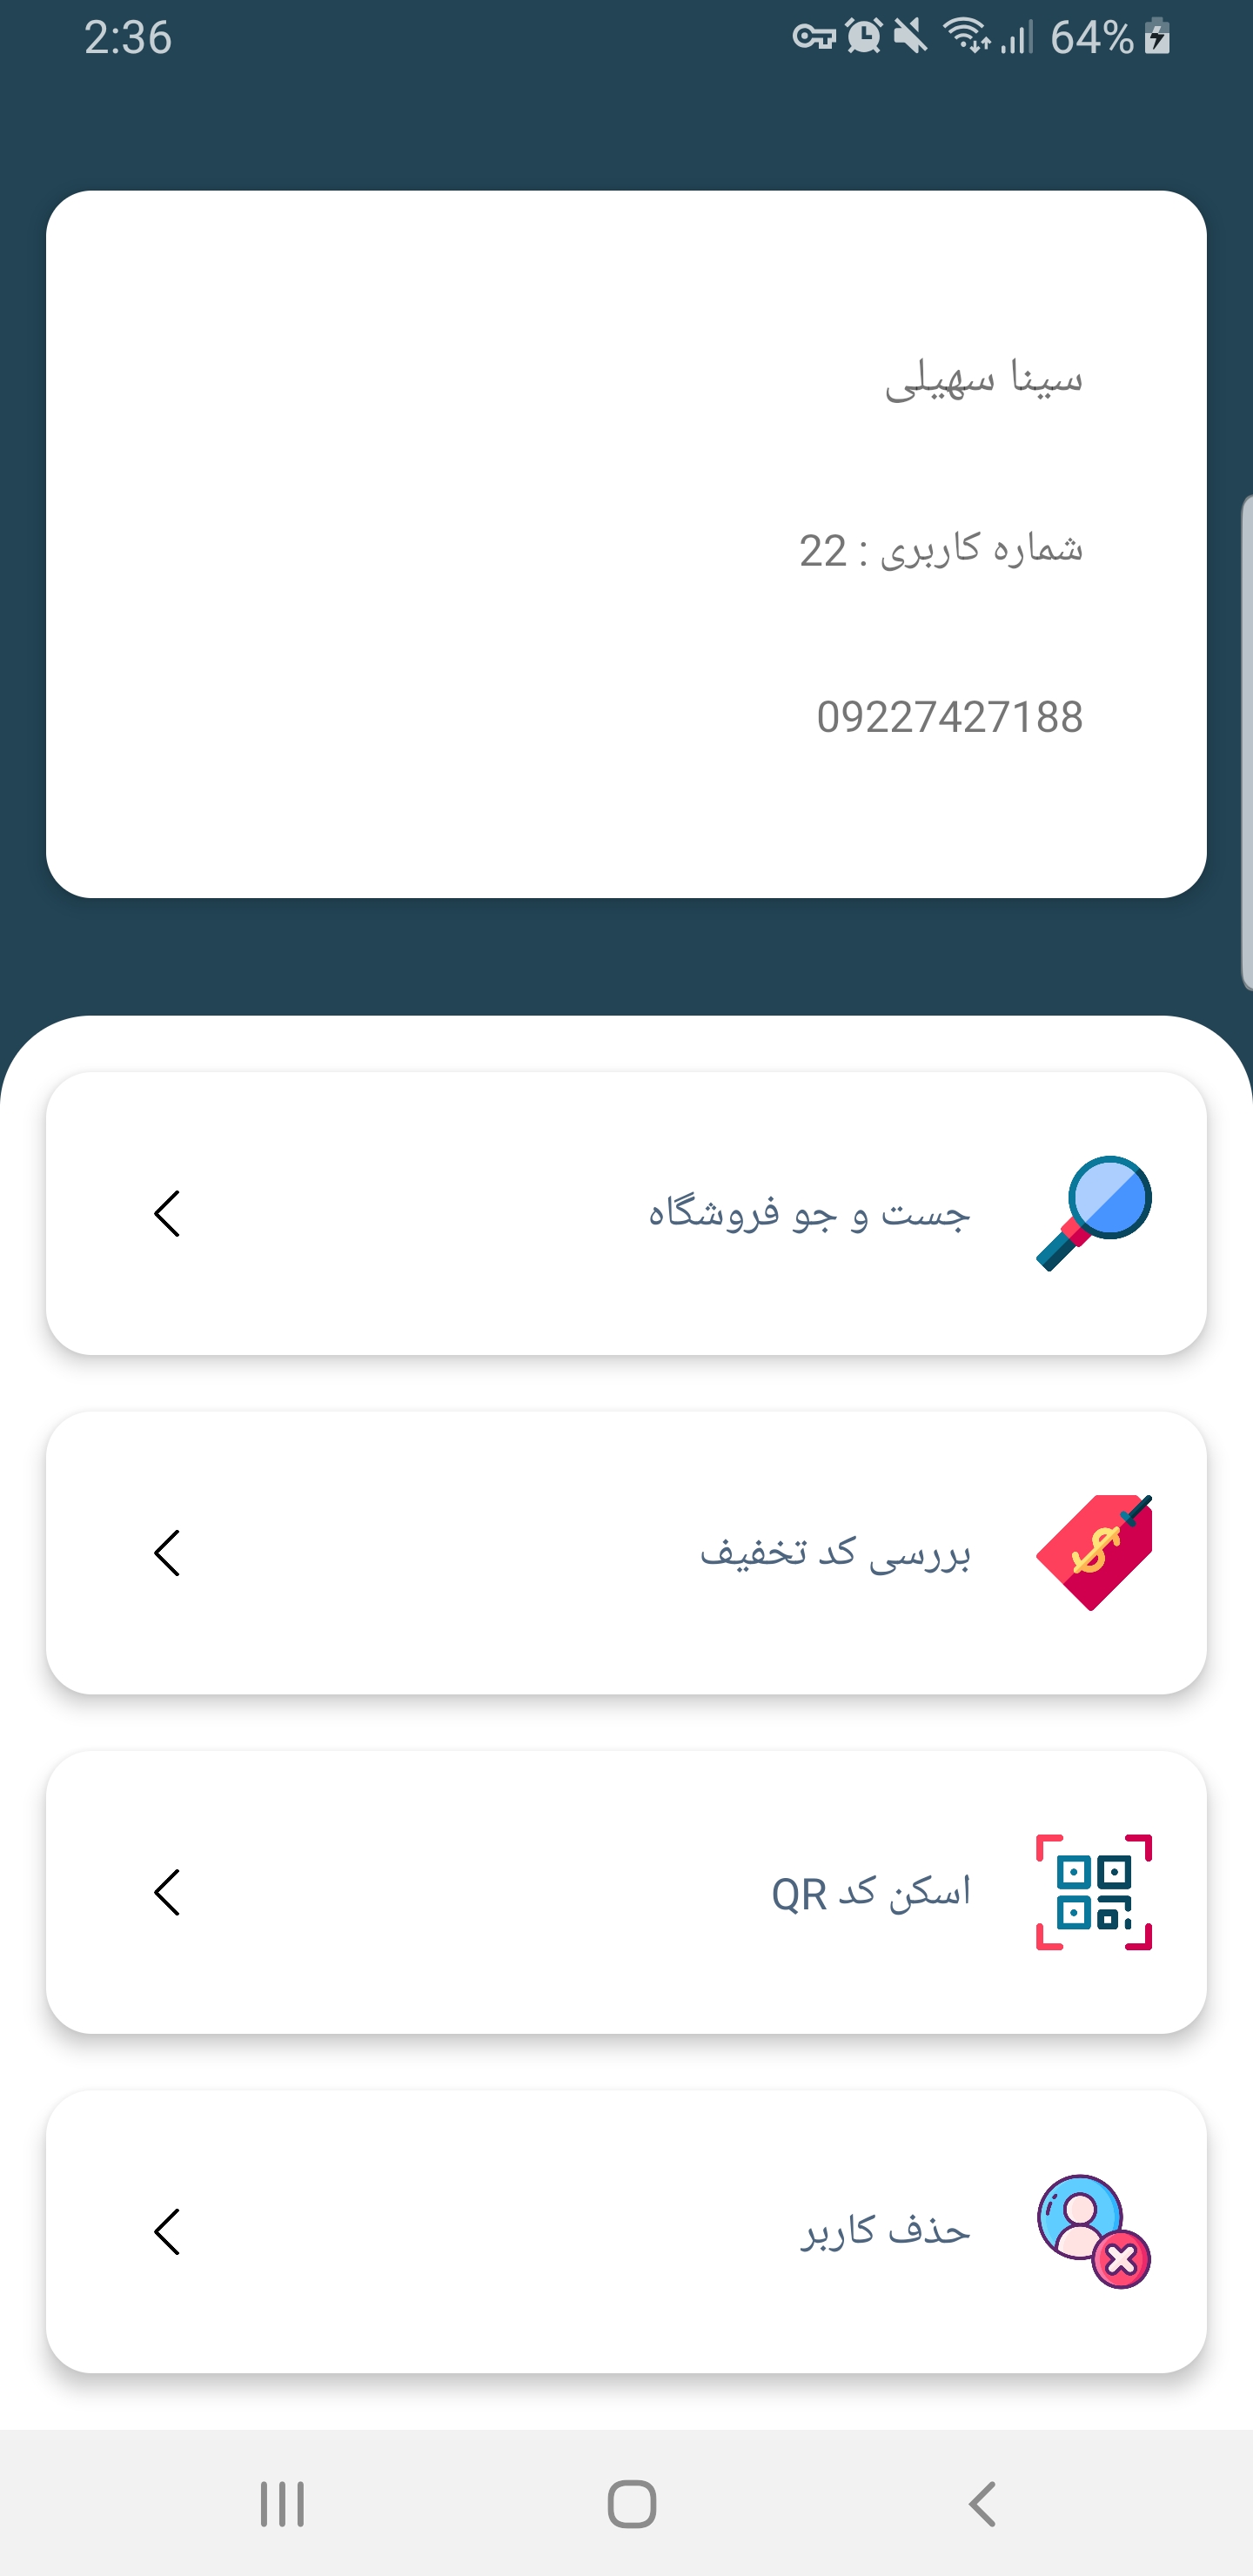 2:36
64%
سینا سهیلی
شماره کاربری : 22
09227427188
جست و جو فروشگاه
بررسی کد تخفیف
اسکن کد QR
حذف کاربر